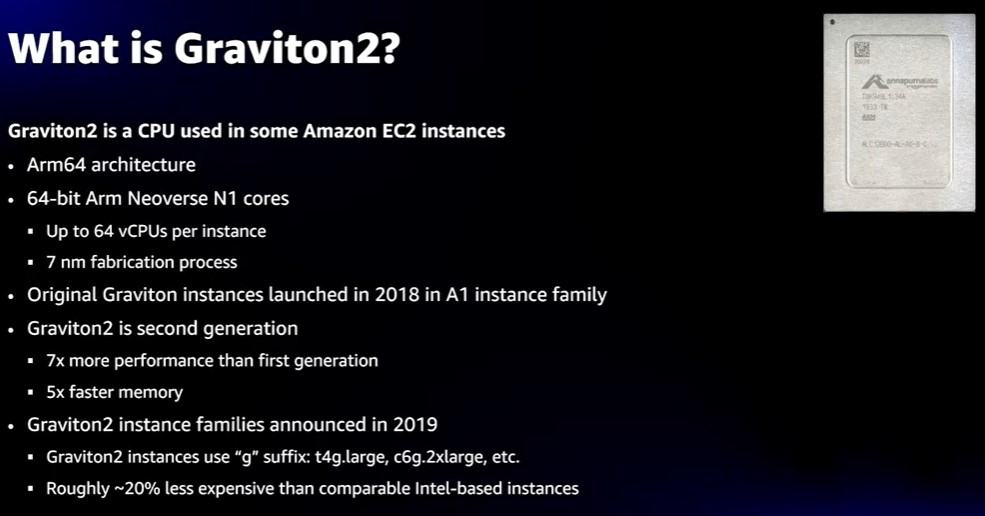 What is Graviton2?
Graviton2 is a CPU used in some Amazon EC2 instances
• Arm64 architecture
• 64-bit Arm Neoverse N1 cores
▪ Up to 64 vCPUs per instance
▪ 7 nm fabrication process
• Original Graviton instances launched in 2018 in A1 instance family
• Graviton2 is second generation
▪ 7x more performance than first generation
▪ 5x faster memory
• Graviton2 instance families announced in 2019
▪ Graviton2 instances use “g” suffix: t4g.large, c6g.2xlarge, etc.
▪ Roughly ~20% less expensive than comparable Intel-based instances
annapurnalabs